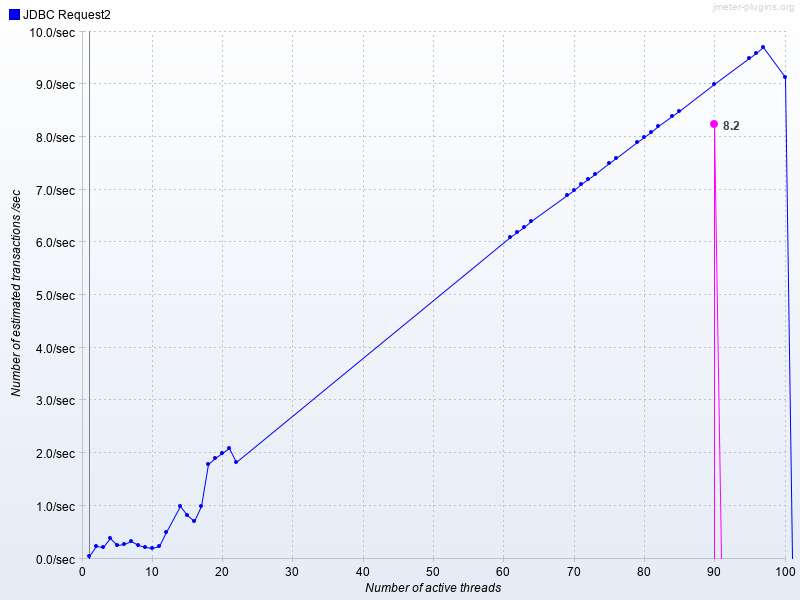 jmeter-plugins.org
JDBC Request2
10.0/sec
9.0/sec
8.0/sec
7.0/sec
6.0/sec
5.0/sec
4.0/sec
3.0/sec
2.0/sec
1.0/sec
0.0/sec
Number of estimated transactions /sec
8.2
0 10 20 30 40 50 60 70 80 90 100
Number of active threads